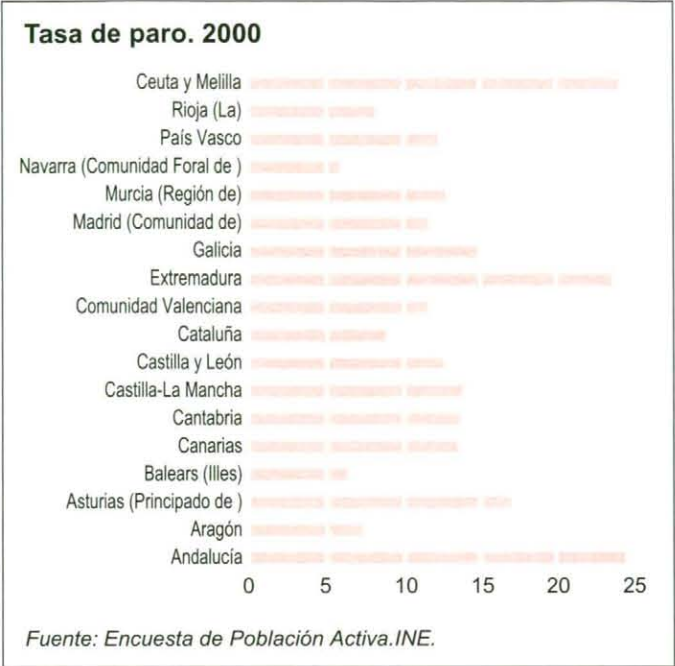 Tasa de paro. 2000
Ceuta y Melilla
Rioja (La)
País Vasco
Navarra (Comunidad Foral de )
Murcia (Región de)
Madrid (Comunidad de)
Galicia
Extremadura
Comunidad Valenciana
Cataluña
Castilla y León
Castilla-La Mancha
Cantabria
Canarias
Balears (Illes)
Asturias (Principado de )
Aragón
Andalucía
0 5 10 15 20 25
Fuente: Encuesta de Población Activa.INE.